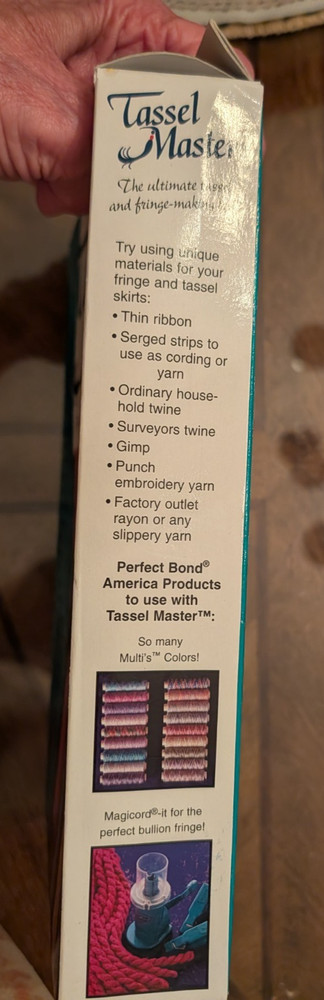 Tassel
Master
The ultimate tassel
and fringe-making
Try using unique
materials for your
fringe and tassel
skirts:
• Thin ribbon
• Serged strips to
use as cording or
yarn
• Ordinary house-
hold twine
• Surveyors twine
• Gimp
• Punch
embroidery yarn
• Factory outlet
rayon or any
slippery yarn
Perfect Bond®
America Products
to use with
Tassel Master™:
So many
Multi's™ Colors!
Magicord®-it for the
perfect bullion fringe!